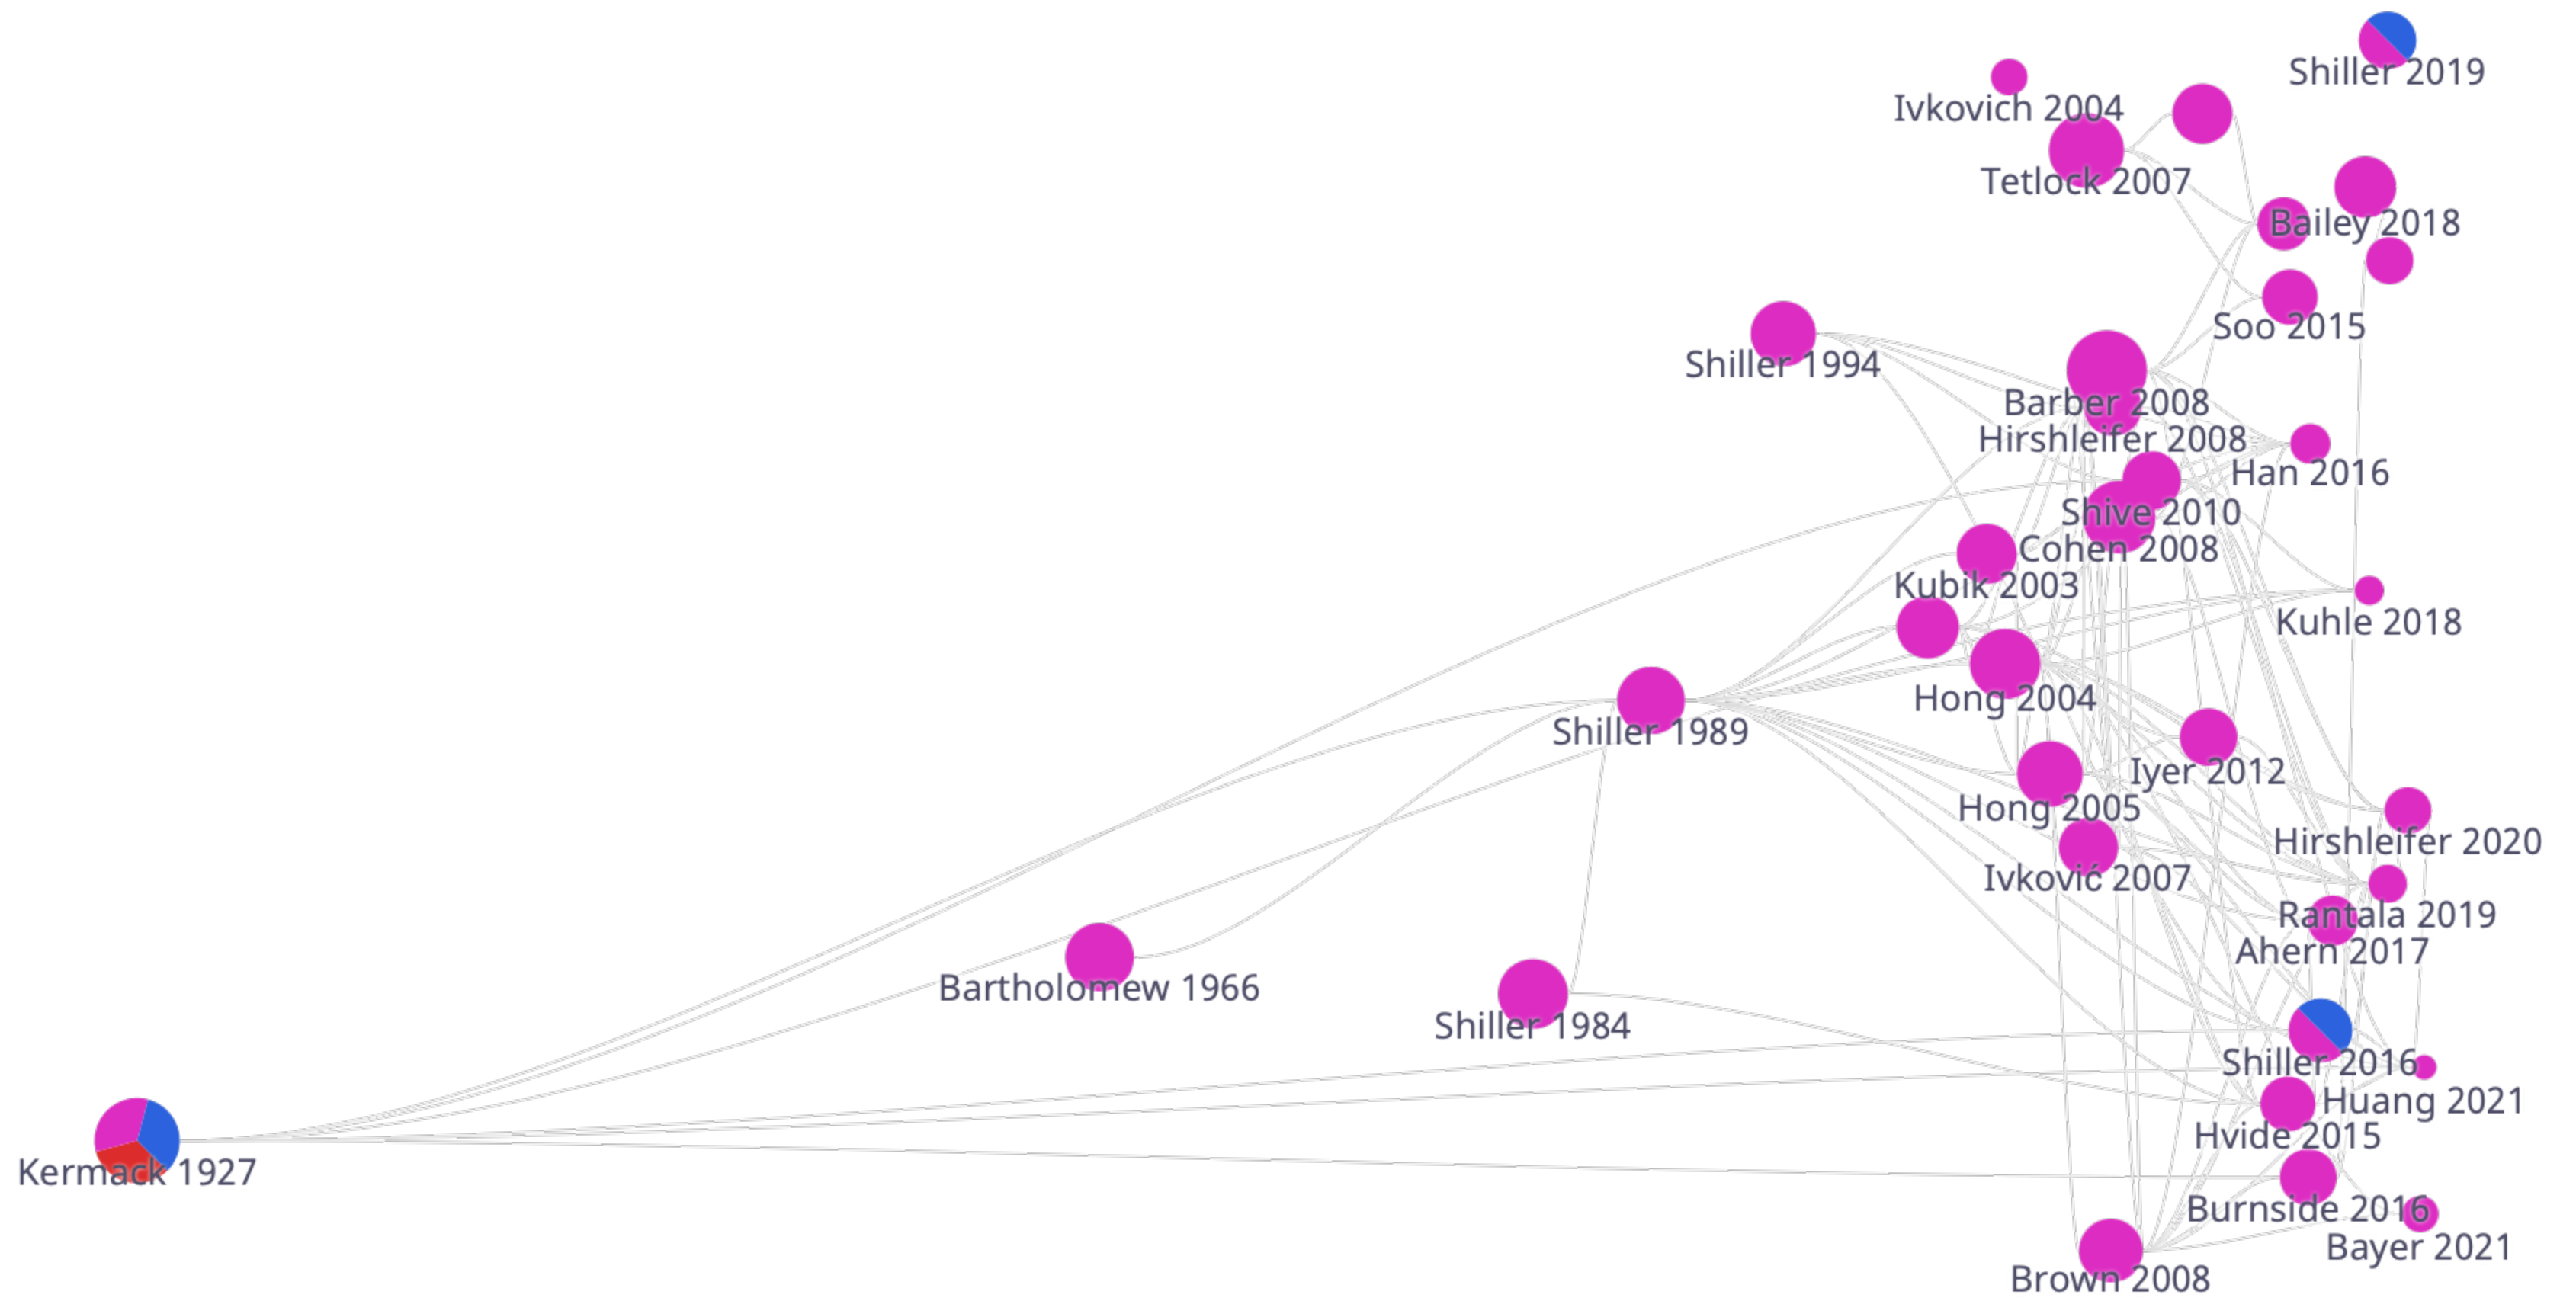 Shiller 2019
Ivkovich 2004
Tetlock 2007
Bailey 2018
Soo 2015
Shiller 1994
Barber 2008
Hirshleifer 2008
Han 2016
Shive 2010
Cohen 2008
Kubik 2003
Kuhle 2018
Hong 2004
Shiller 1989
Iyer 2012
Hong 2005
Hirshleifer 2020
Ivković 2007
Rantala 2019
Ahern 2017
Bartholomew 1966
Shiller 1984
Shiller 2016
Huang 2021
Hvide 2015
Kermack 1927
Burnside 2016
Bayer 2021
Brown 2008